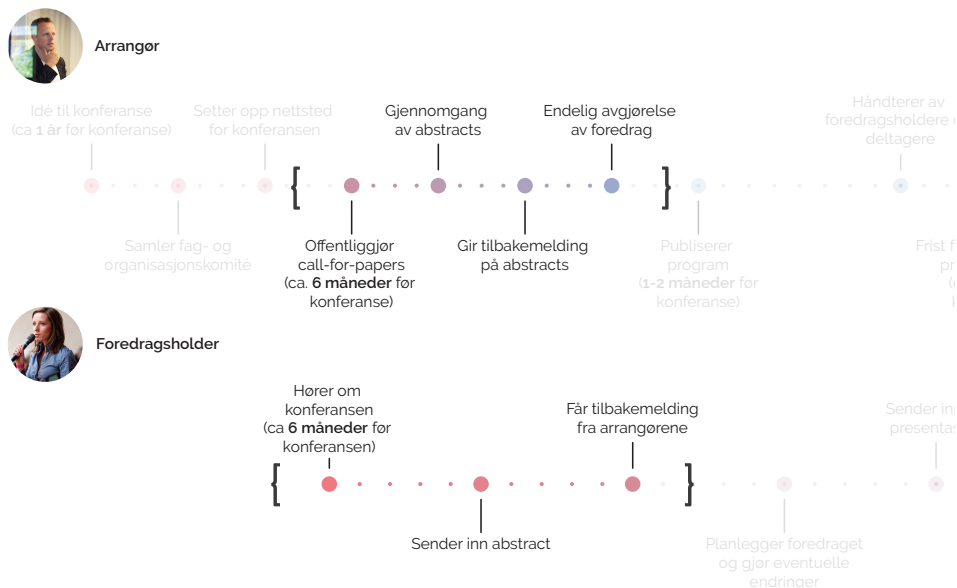 Arrangør
Idé til konferanse
(ca 1 år før konferanse)
Setter opp nettsted
for konferansen
Gjennomgang
av abstracts
Endelig avgjørelse
av foredrag
Håndterer av
foredragsholdere
deltagere
{
}
Samler fag- og
organisasjonskomité
Offentliggjør
call-for-papers
(ca. 6 måneder før
konferanse)
Gir tilbakemelding
på abstracts
Publiserer
program
(1-2 måneder før
konferanse)
Frist
Foredragsholder
Hører om
konferansen
(ca 6 måneder før
konferansen)
Får tilbakemelding
fra arrangørene
Sender
{
}
Sender inn abstract
Planlegger foredraget
og gjør eventuelle
endringer